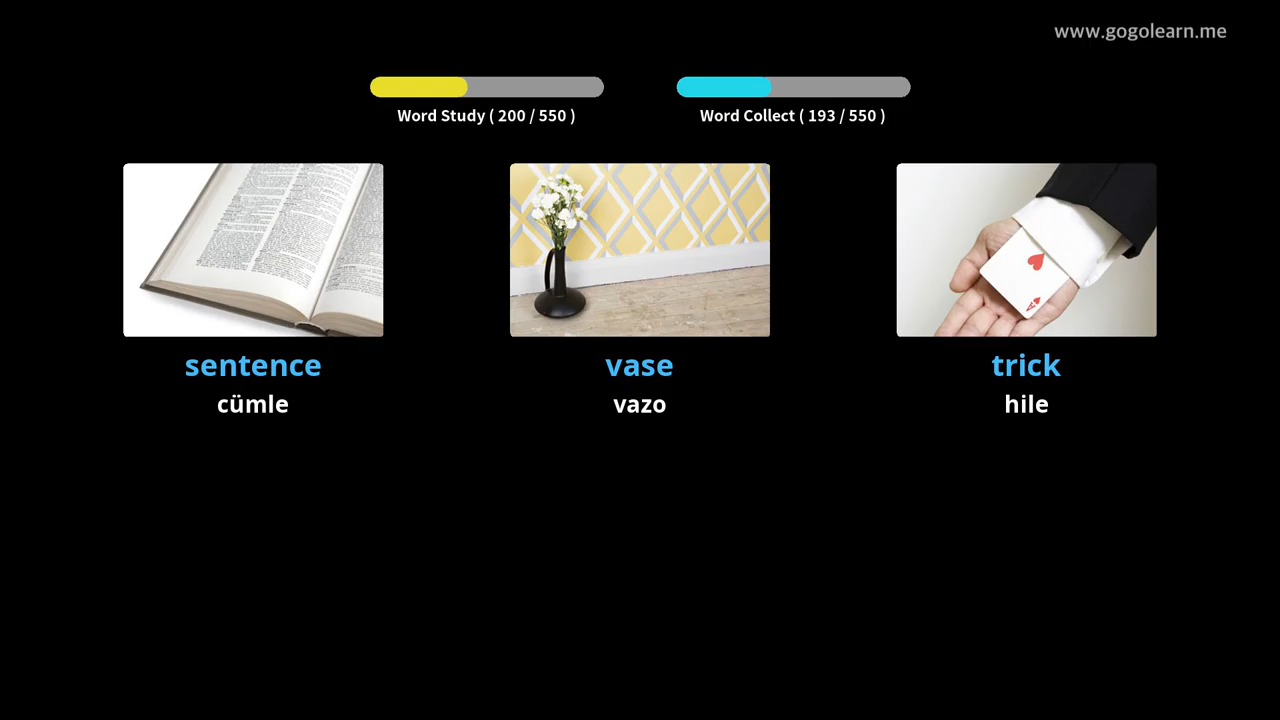 www.gogolearn.me
Word Study ( 200 / 550 )
Word Collect ( 193 / 550 )
sentence
vase
trick
cümle
vazo
hile